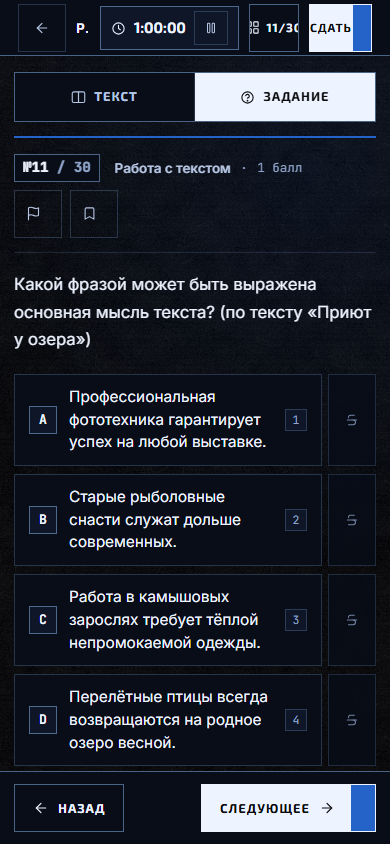 Р.
1:00:00
11/30
СДАТЬ
ТЕКСТ
ЗАДАНИЕ
№11 / 30
Работа с текстом · 1 балл
Какой фразой может быть выражена
основная мысль текста? (по тексту «Приют
у озера»)
A
Профессиональная
фототехника гарантирует
успех на любой выставке.
1
B
Старые рыболовные
снасти служат дольше
современных.
2
C
Работа в камышовых
зарослях требует тёплой
непромокаемой одежды.
3
D
Перелётные птицы всегда
возвращаются на родное
озеро весной.
4
НАЗАД
СЛЕДУЮЩЕЕ